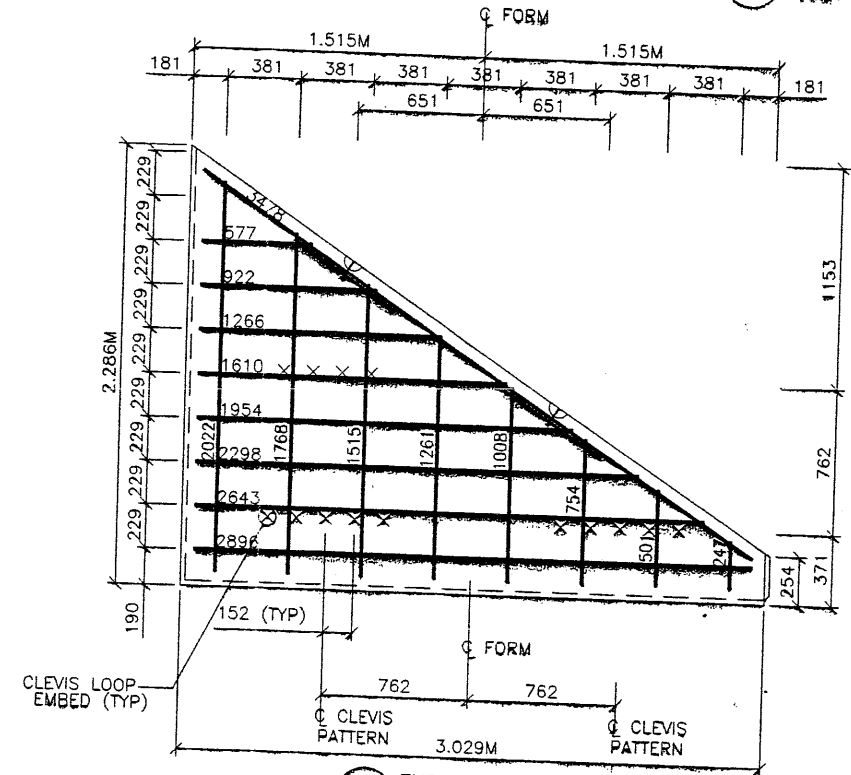 ℄ FORM
1.515M 1.515M
181 381 381 381 381 381 381 381 181
651 651
229
229
229
229
229
229
229
229
229
190
2.286M
3478
577
922
1266
1610
1954
2298
2643
2896
2022
1768
1515
1261
1008
754
501
247
1153
762
371
254
152 (TYP)
℄ FORM
CLEVIS LOOP
EMBED (TYP)
762 762
℄ CLEVIS
PATTERN
℄ CLEVIS
PATTERN
3.029M